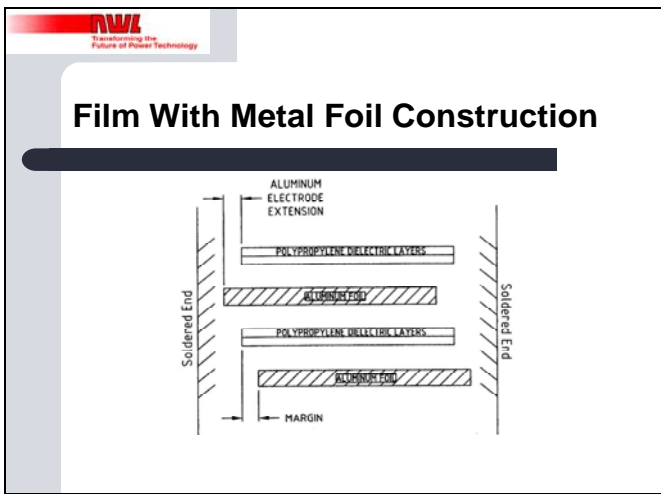 NWL
Transforming the
Future of Power Technology
Film With Metal Foil Construction
ALUMINUM
ELECTRODE
EXTENSION
POLYPROPYLENE DIELECTRIC LAYERS
ALUMINUM FOIL
POLYPROPYLENE DIELECTRIC LAYERS
ALUMINUM FOIL
MARGIN
Soldered End
Soldered End